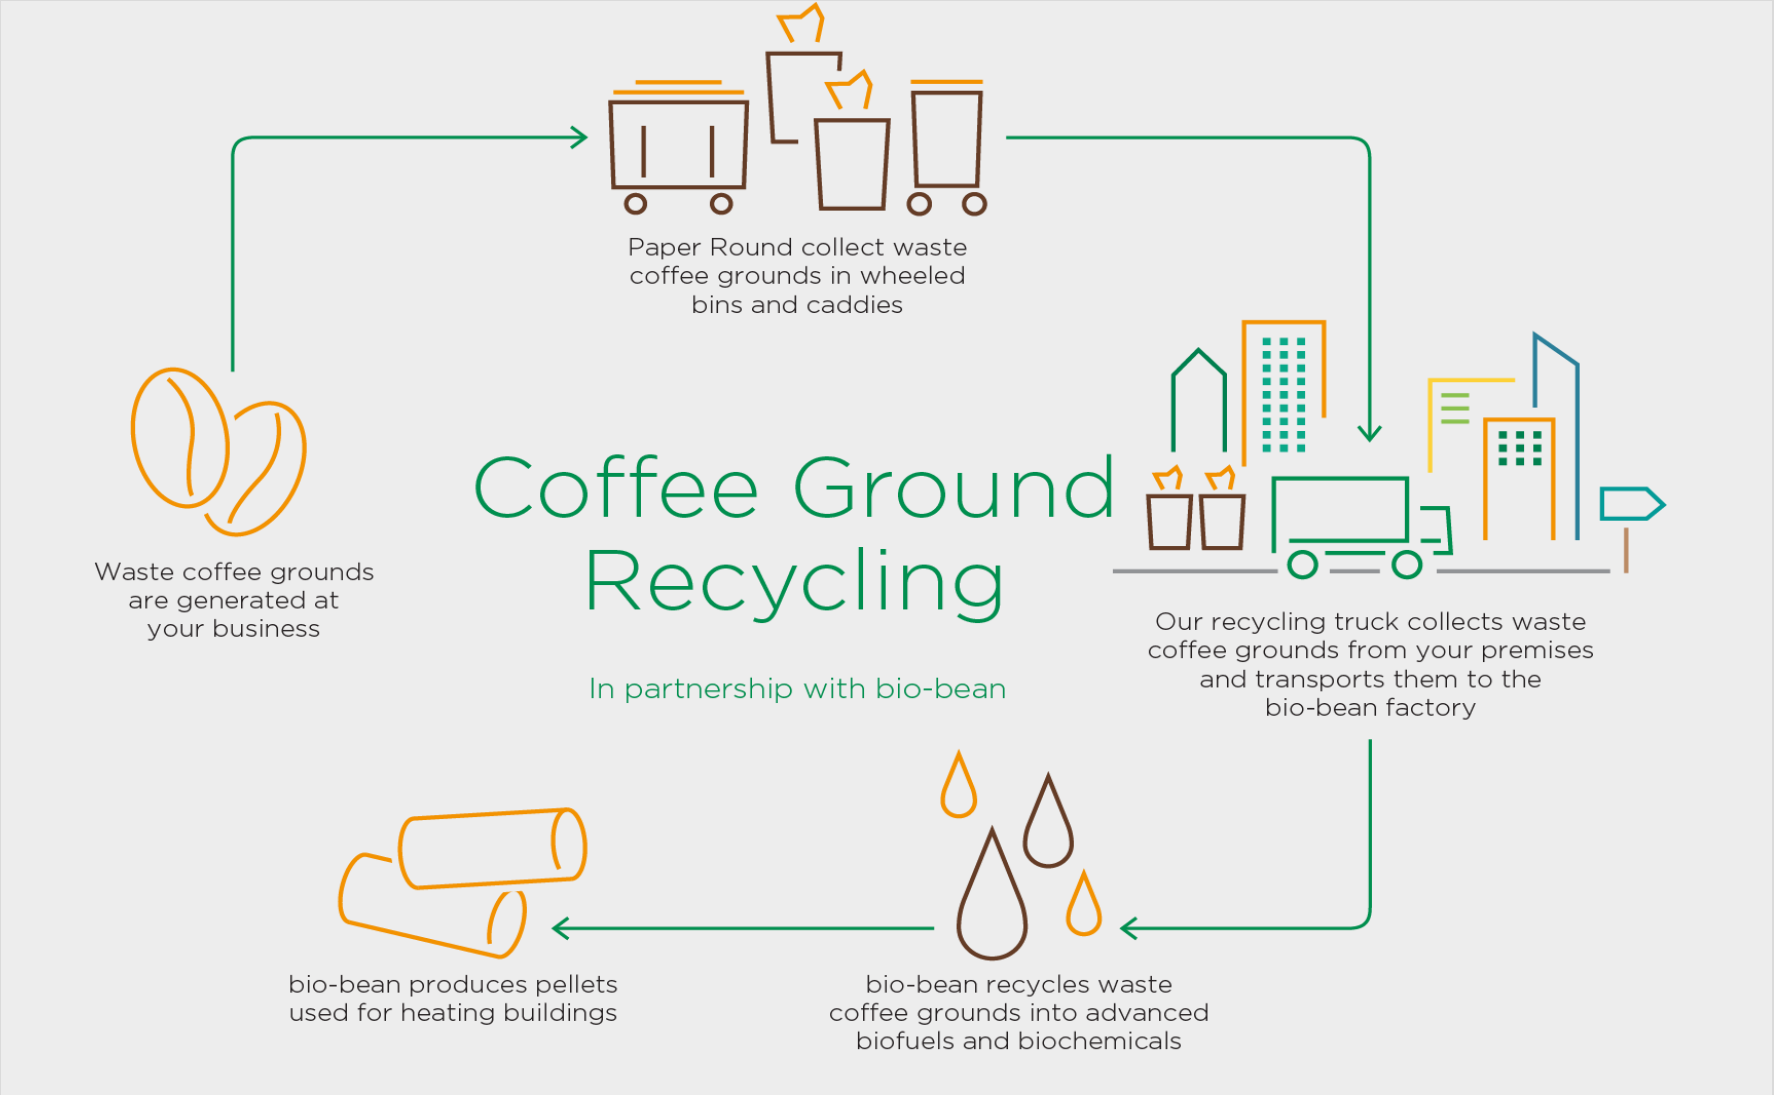 Paper Round collect waste
coffee grounds in wheeled
bins and caddies
Coffee Ground
Recycling
In partnership with bio-bean
Waste coffee grounds
are generated at
your business
Our recycling truck collects waste
coffee grounds from your premises
and transports them to the
bio-bean factory
bio-bean produces pellets
used for heating buildings
bio-bean recycles waste
coffee grounds into advanced
biofuels and biochemicals